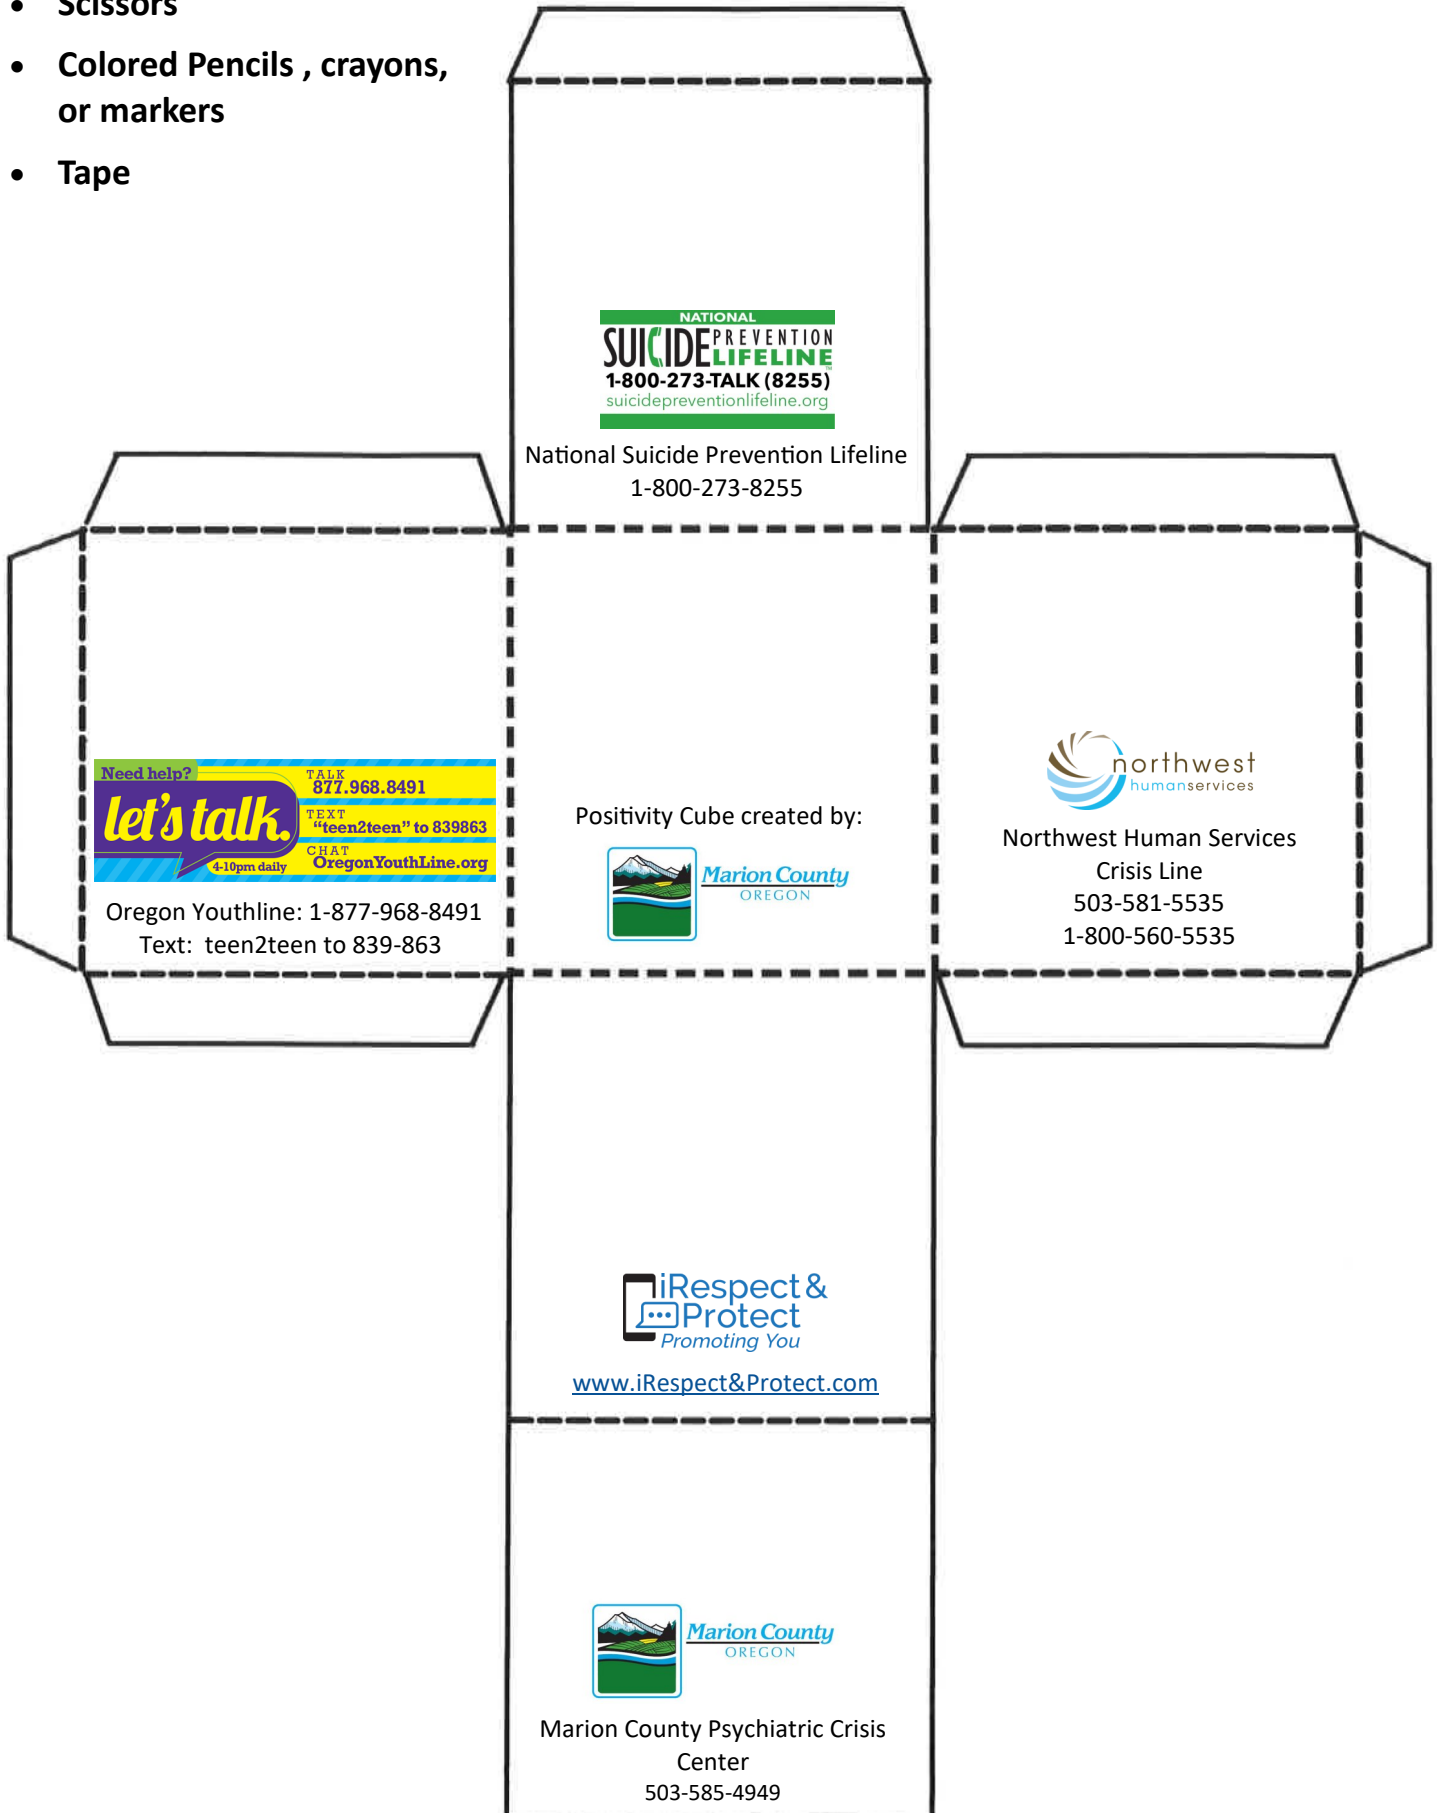 • Scissors
• Colored Pencils , crayons,
or markers
• Tape
NATIONAL
SUICIDE PREVENTION
LIFELINE™
1-800-273-TALK (8255)
suicidepreventionlifeline.org
National Suicide Prevention Lifeline
1-800-273-8255
Need help?
let's talk.
4-10pm daily
TALK
877.968.8491
TEXT
“teen2teen” to 839863
CHAT
OregonYouthLine.org
Oregon Youthline: 1-877-968-8491
Text: teen2teen to 839-863
Positivity Cube created by:
Marion County
OREGON
northwest
humanservices
Northwest Human Services
Crisis Line
503-581-5535
1-800-560-5535
iRespect &
Protect
Promoting You
www.iRespect&Protect.com
Marion County
OREGON
Marion County Psychiatric Crisis
Center
503-585-4949